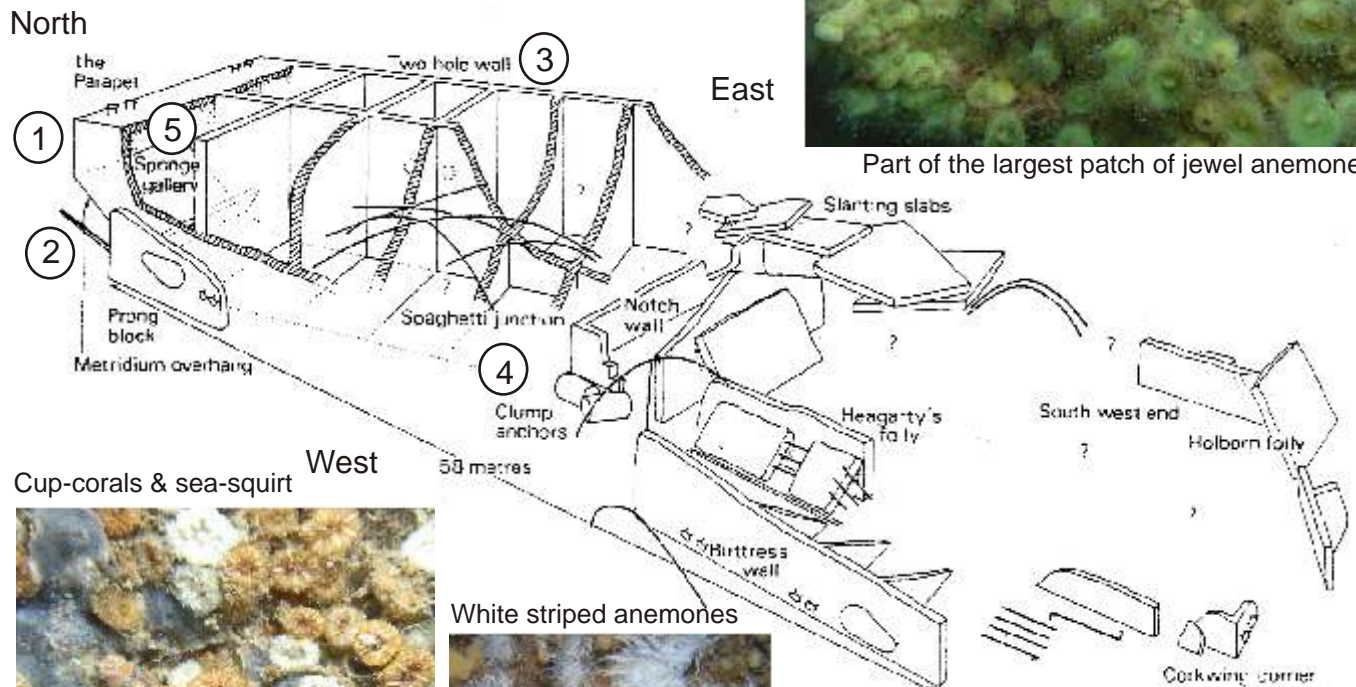 North
the
Parapet
Two hole wall
3
East
1
5
Sponge
gallery
Part of the largest patch of jewel anemone
Slanting slabs
2
Prong
block
Metridium overhang
Spaghetti junction
Notch
wall
?
?
?
?
4
Clump
anchors
Heagarty's
folly
South west end
Holborn folly
?
?
West
58 metres
Cup-corals & sea-squirt
Birttress
wall
White striped anemones
Corkwing corner